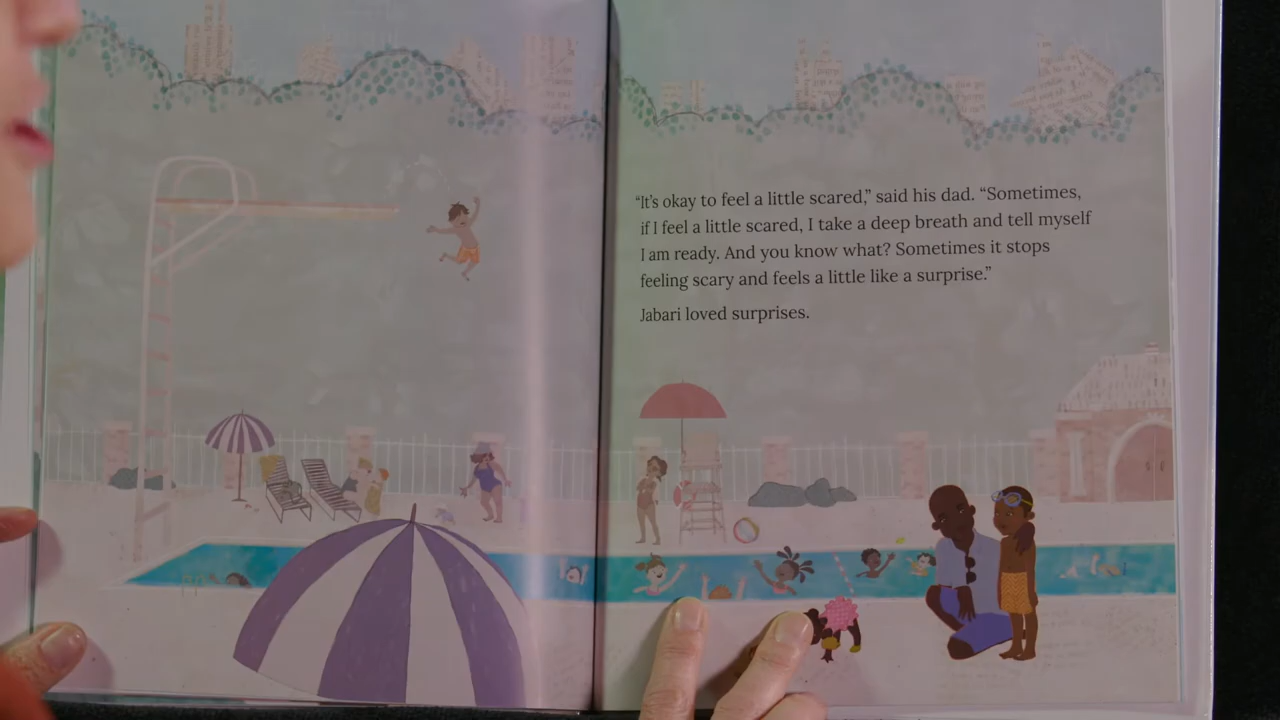 “It’s okay to feel a little scared,” said his dad. “Sometimes,
if I feel a little scared, I take a deep breath and tell myself
I am ready. And you know what? Sometimes it stops
feeling scary and feels a little like a surprise.”
Jabari loved surprises.